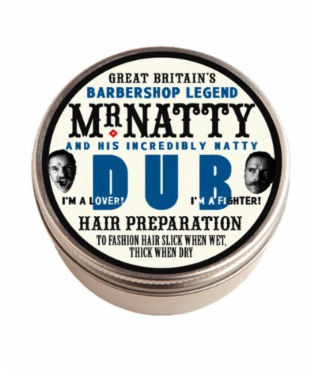 GREAT BRITAIN'S
BARBERSHOP LEGEND
MR NATTY
AND HIS INCREDIBLY NATTY
DUB
I'M A LOVER! I'M A FIGHTER!
HAIR PREPARATION
TO FASHION HAIR SLICK WHEN WET,
THICK WHEN DRY